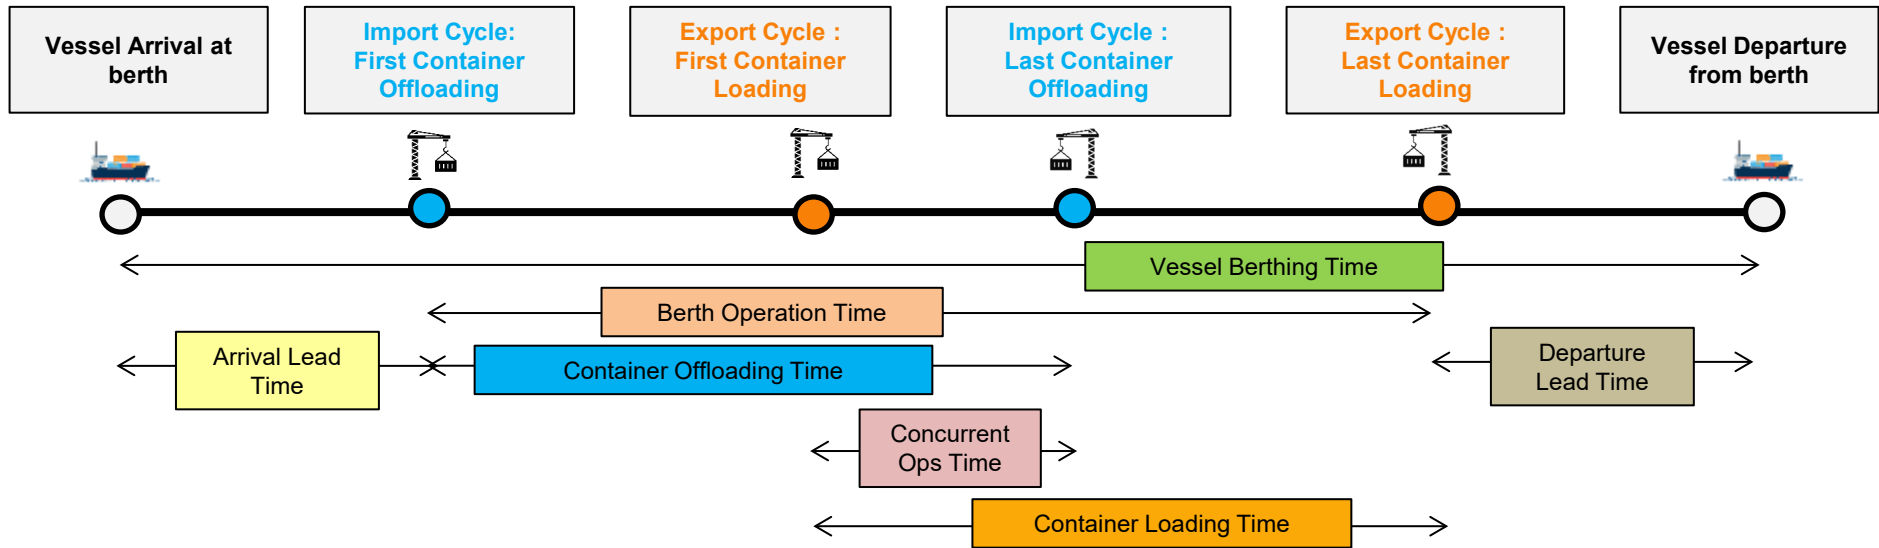 Vessel Arrival at
berth
Import Cycle:
First Container
Offloading
Export Cycle :
First Container
Loading
Import Cycle :
Last Container
Offloading
Export Cycle :
Last Container
Loading
Vessel Departure
from berth
Vessel Berthing Time
Berth Operation Time
Arrival Lead
Time
Container Offloading Time
Departure
Lead Time
Concurrent
Ops Time
Container Loading Time